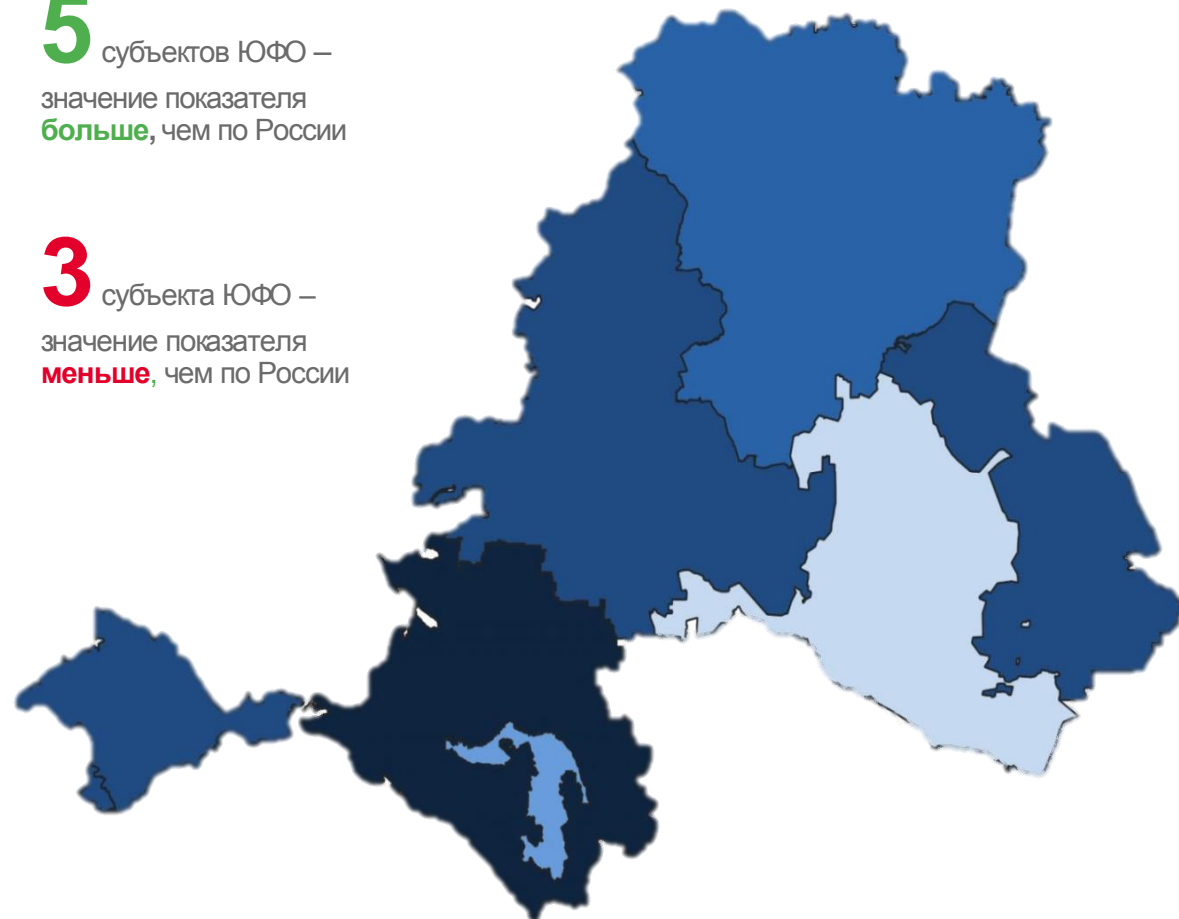 5 субъектов ЮФО –
значение показателя
больше, чем по России
3 субъекта ЮФО –
значение показателя
меньше, чем по России